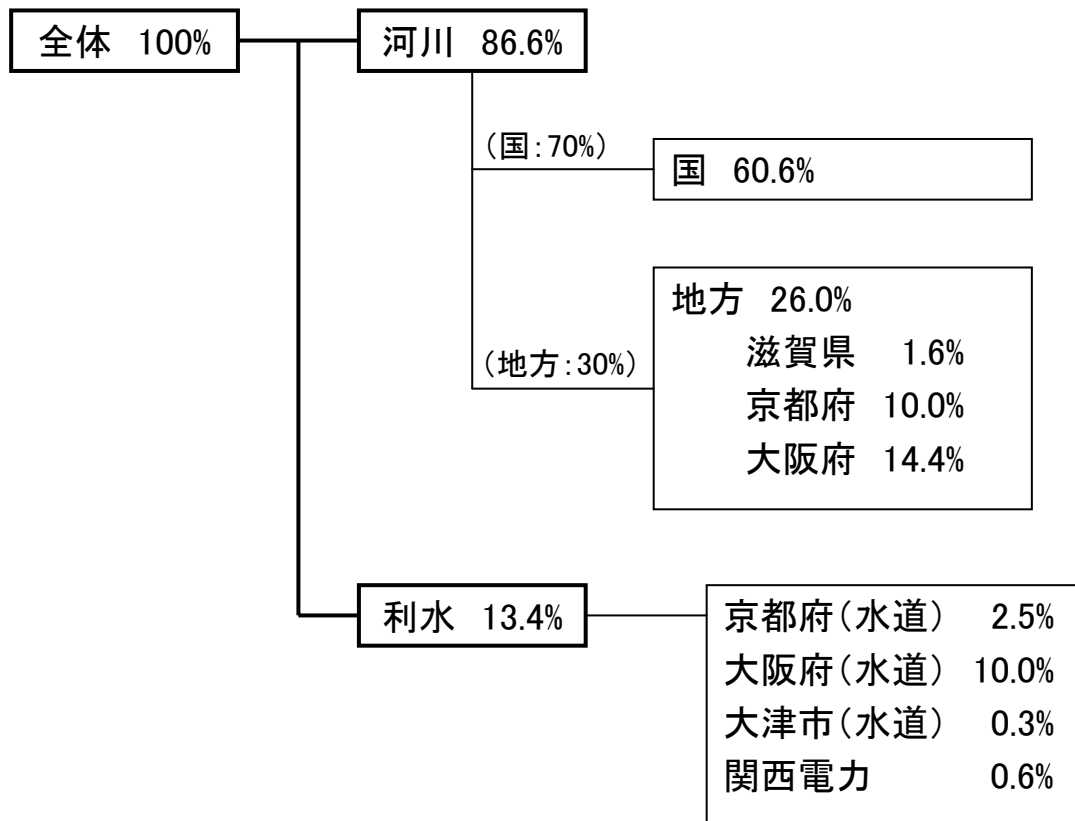 全体 100%
河川 86.6%
(国:70%)
国 60.6%
(地方:30%)
地方 26.0%
滋賀県 1.6%
京都府 10.0%
大阪府 14.4%
利水 13.4%
京都府(水道) 2.5%
大阪府(水道) 10.0%
大津市(水道) 0.3%
関西電力 0.6%